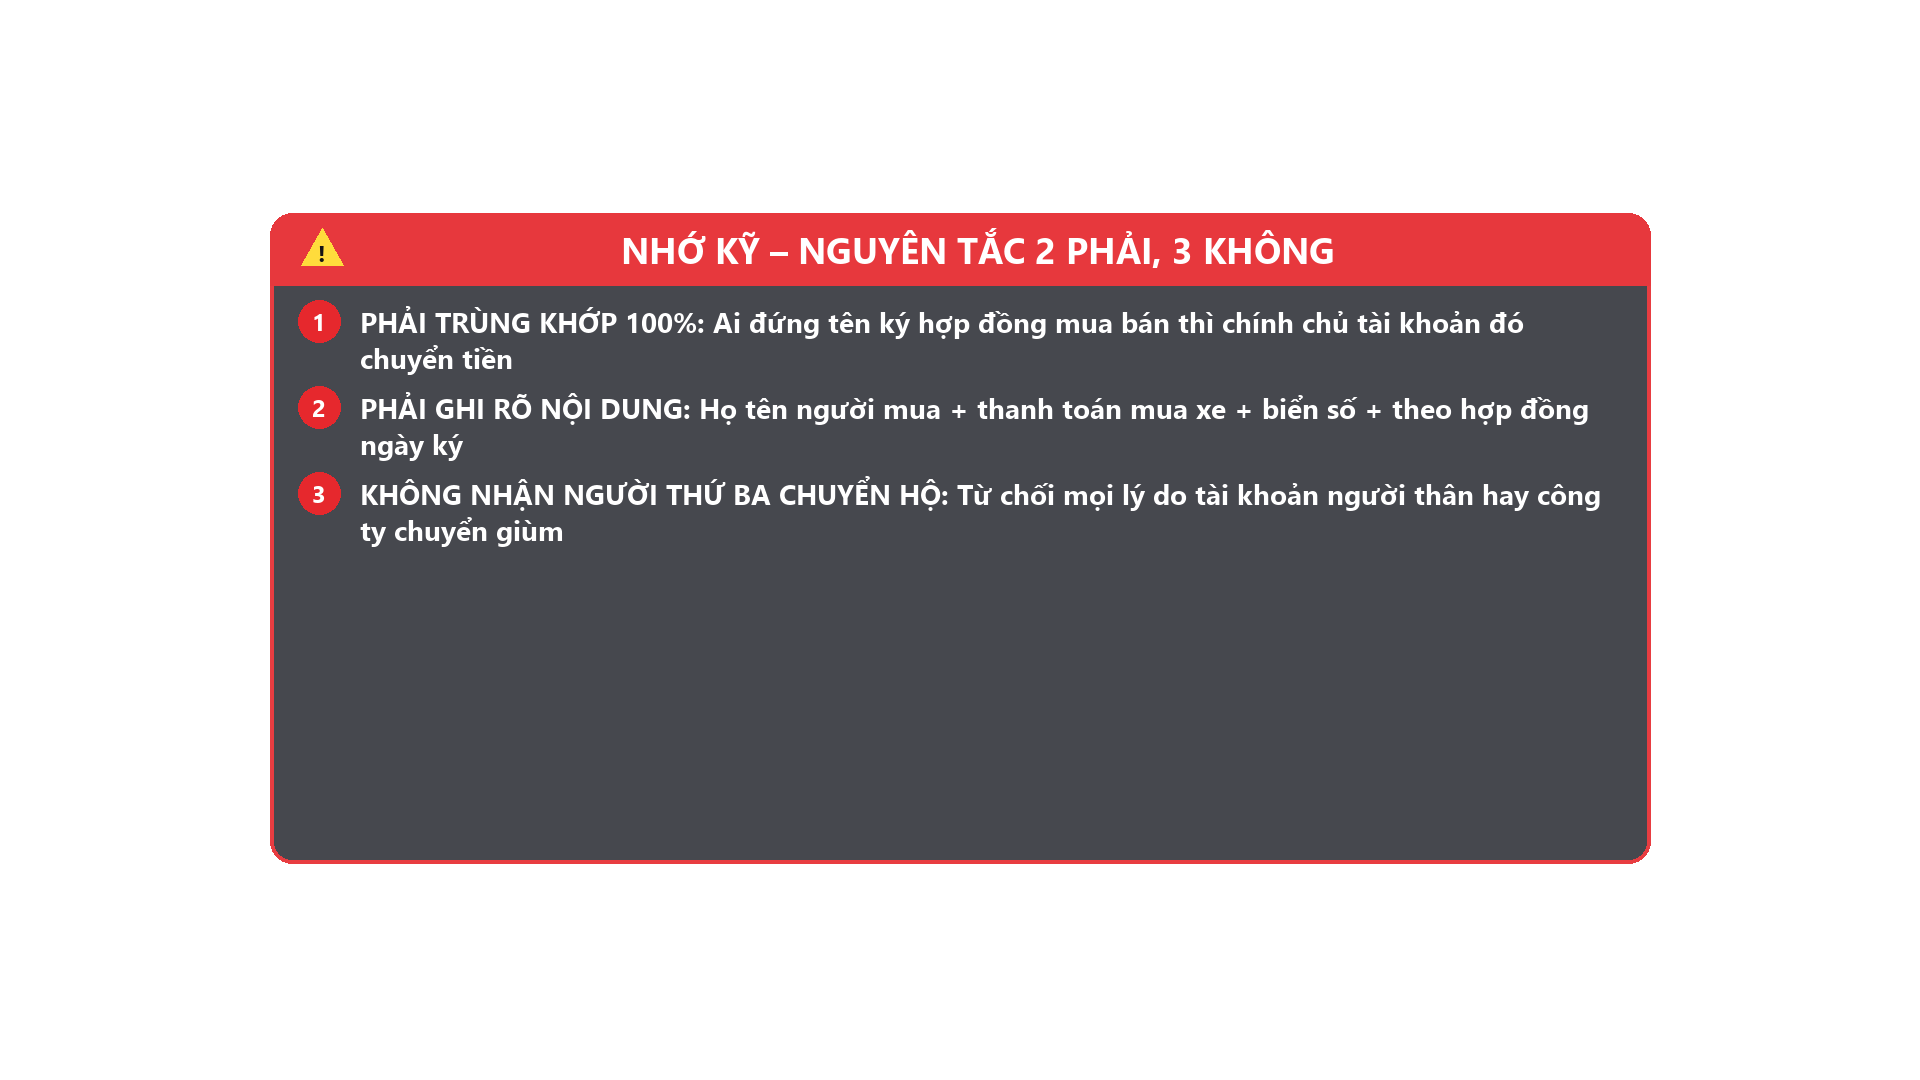 !
NHỚ KỸ – NGUYÊN TẮC 2 PHẢI, 3 KHÔNG
1 PHẢI TRÙNG KHỚP 100%: Ai đứng tên ký hợp đồng mua bán thì chính chủ tài khoản đó
chuyển tiền
2 PHẢI GHI RÕ NỘI DUNG: Họ tên người mua + thanh toán mua xe + biển số + theo hợp đồng
ngày ký
3 KHÔNG NHẬN NGƯỜI THỨ BA CHUYỂN HỘ: Từ chối mọi lý do tài khoản người thân hay công
ty chuyển giùm